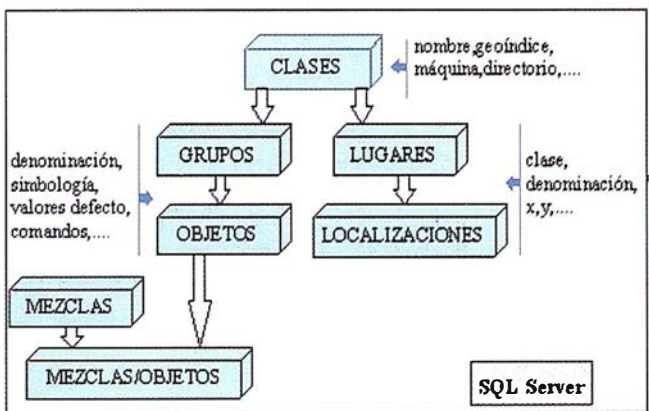 CLASES
nombre,geoíndice,
máquina,directorio,....
GRUPOS
LUGARES
denominación,
simbología,
valores defecto,
comandos,....
clase,
denominación,
x,y,....
OBJETOS
LOCALIZACIONES
MEZCLAS
MEZCLAS/OBJETOS
SQL Server